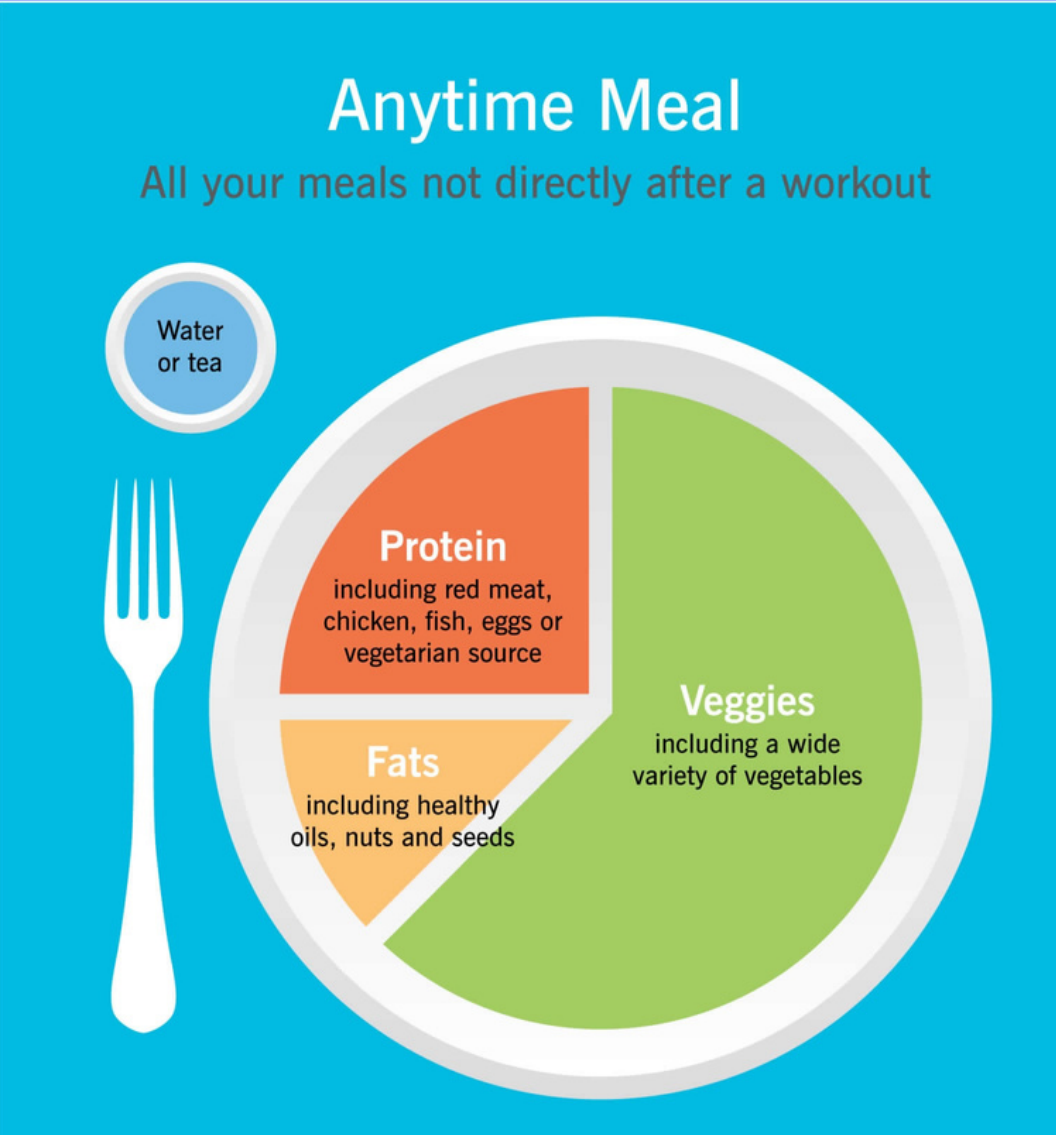 Anytime Meal
All your meals not directly after a workout
Water
or tea
Protein
including red meat,
chicken, fish, eggs or
vegetarian source
Veggies
including a wide
variety of vegetables
Fats
including healthy
oils, nuts and seeds